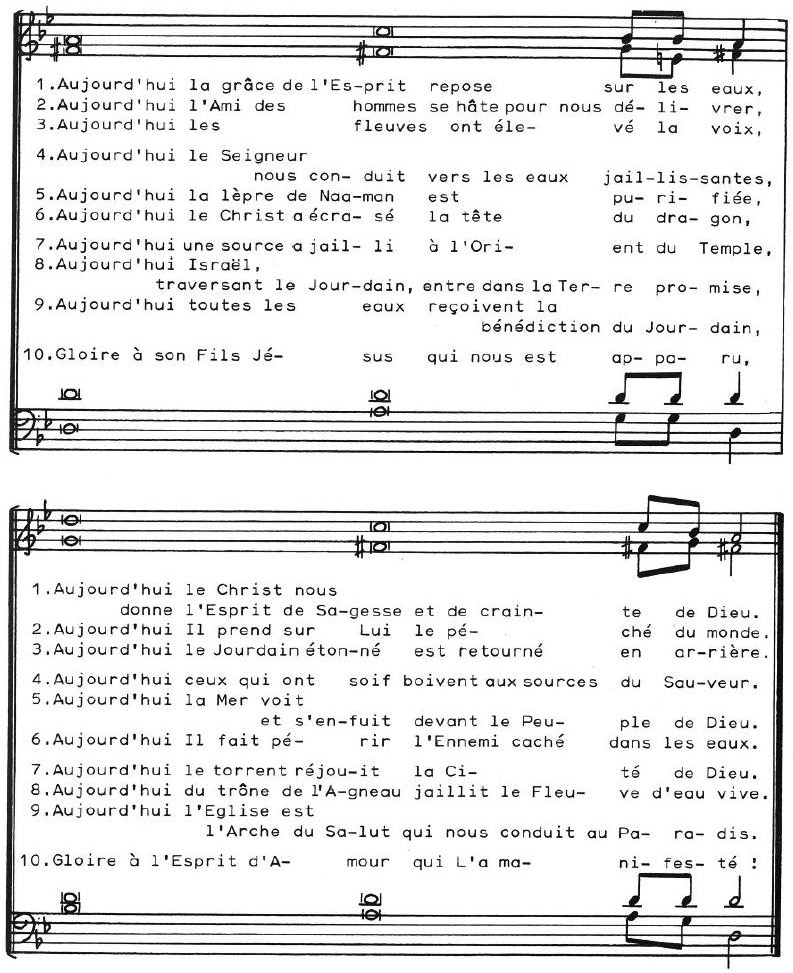 1.Aujourd'hui la grâce de l'Es-prit repose sur les eaux,
2.Aujourd'hui l'Ami des hommes se hâte pour nous dé- li- vrer,
3.Aujourd'hui les fleuves ont éle- vé la voix,
4.Aujourd'hui le Seigneur
nous con- duit vers les eaux jail-lis-santes,
5.Aujourd'hui la lèpre de Naa-man est pu- ri- fiée,
6.Aujourd'hui le Christ a écra- sé la tête du dra- gon,
7.Aujourd'hui une source a jail- li à l'Ori- ent du Temple,
8.Aujourd'hui Israël,
traversant le Jour-dain, entre dans la Ter- re pro- mise,
9.Aujourd'hui toutes les eaux reçoivent la
bénédiction du Jour- dain,
10.Gloire à son Fils Jé- sus qui nous est ap- pa- ru,
1.Aujourd'hui le Christ nous
donne l'Esprit de Sa-gesse et de crain- te de Dieu.
2.Aujourd'hui Il prend sur Lui le pé- ché du monde.
3.Aujourd'hui le Jourdain éton-né est retourné en ar-rière.
4.Aujourd'hui ceux qui ont soif boivent aux sources du Sau-veur.
5.Aujourd'hui la Mer voit
et s'en-fuit devant le Peu- ple de Dieu.
6.Aujourd'hui Il fait pé- rir l'Ennemi caché dans les eaux.
7.Aujourd'hui le torrent réjou-it la Ci- té de Dieu.
8.Aujourd'hui du trône de l'A-gneau jaillit le Fleu- ve d'eau vive.
9.Aujourd'hui l'Eglise est
l'Arche du Sa-lut qui nous conduit au Pa- ra- dis.
10.Gloire à l'Esprit d'A- mour qui L'a ma- ni- fes- té !